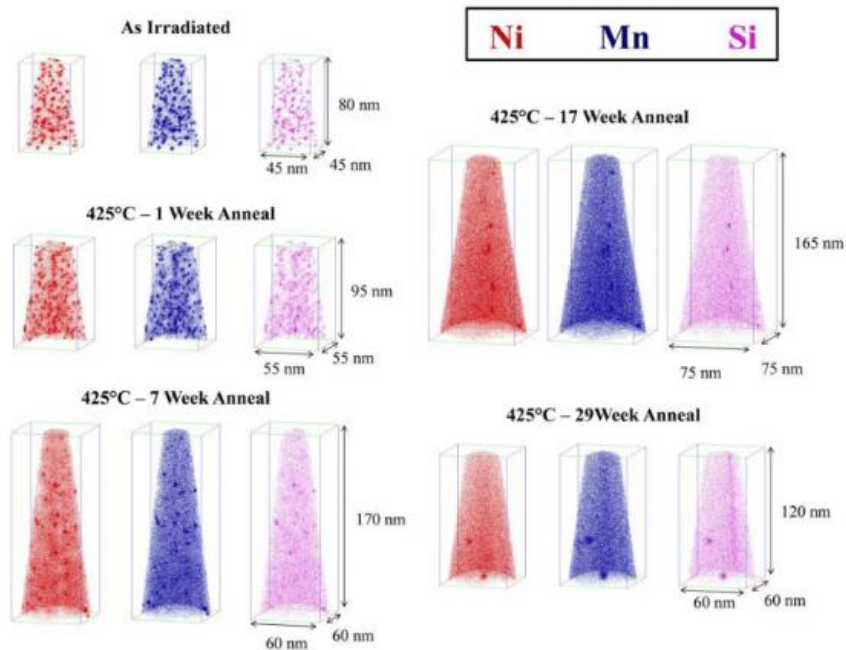 As Irradiated
80 nm
45 nm
45 nm
425°C – 1 Week Anneal
95 nm
55 nm
55 nm
425°C – 7 Week Anneal
170 nm
60 nm
60 nm
Ni Mn Si
425°C – 17 Week Anneal
165 nm
75 nm
75 nm
425°C – 29Week Anneal
120 nm
60 nm
60 nm